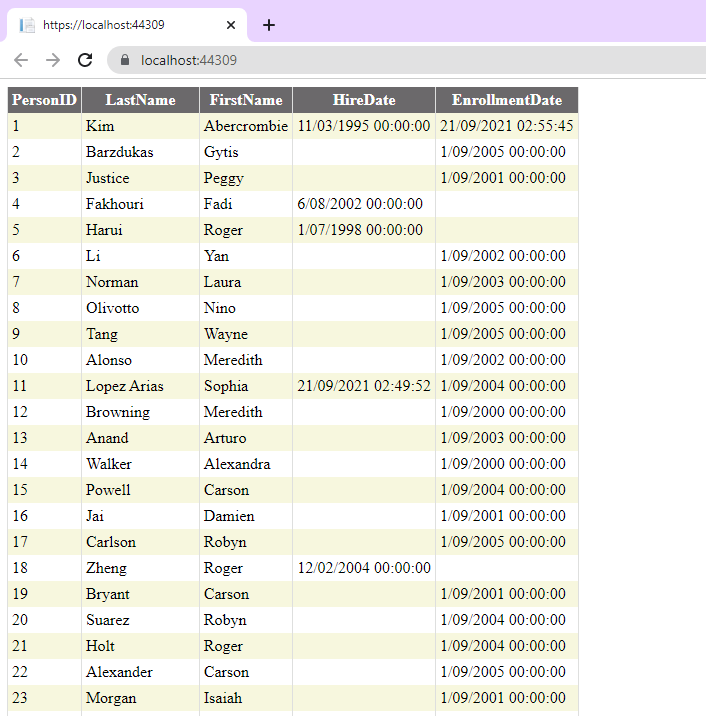 https://localhost:44309
localhost:44309
PersonID LastName FirstName HireDate EnrollmentDate
1 Kim Abercrombie 11/03/1995 00:00:00 21/09/2021 02:55:45
2 Barzdukas Gytis 1/09/2005 00:00:00
3 Justice Peggy 1/09/2001 00:00:00
4 Fakhouri Fadi 6/08/2002 00:00:00
5 Harui Roger 1/07/1998 00:00:00
6 Li Yan 1/09/2002 00:00:00
7 Norman Laura 1/09/2003 00:00:00
8 Olivotto Nino 1/09/2005 00:00:00
9 Tang Wayne 1/09/2005 00:00:00
10 Alonso Meredith 1/09/2002 00:00:00
11 Lopez Arias Sophia 21/09/2021 02:49:52 1/09/2004 00:00:00
12 Browning Meredith 1/09/2000 00:00:00
13 Anand Arturo 1/09/2003 00:00:00
14 Walker Alexandra 1/09/2000 00:00:00
15 Powell Carson 1/09/2004 00:00:00
16 Jai Damien 1/09/2001 00:00:00
17 Carlson Robyn 1/09/2005 00:00:00
18 Zheng Roger 12/02/2004 00:00:00
19 Bryant Carson 1/09/2001 00:00:00
20 Suarez Robyn 1/09/2004 00:00:00
21 Holt Roger 1/09/2004 00:00:00
22 Alexander Carson 1/09/2005 00:00:00
23 Morgan Isaiah 1/09/2001 00:00:00